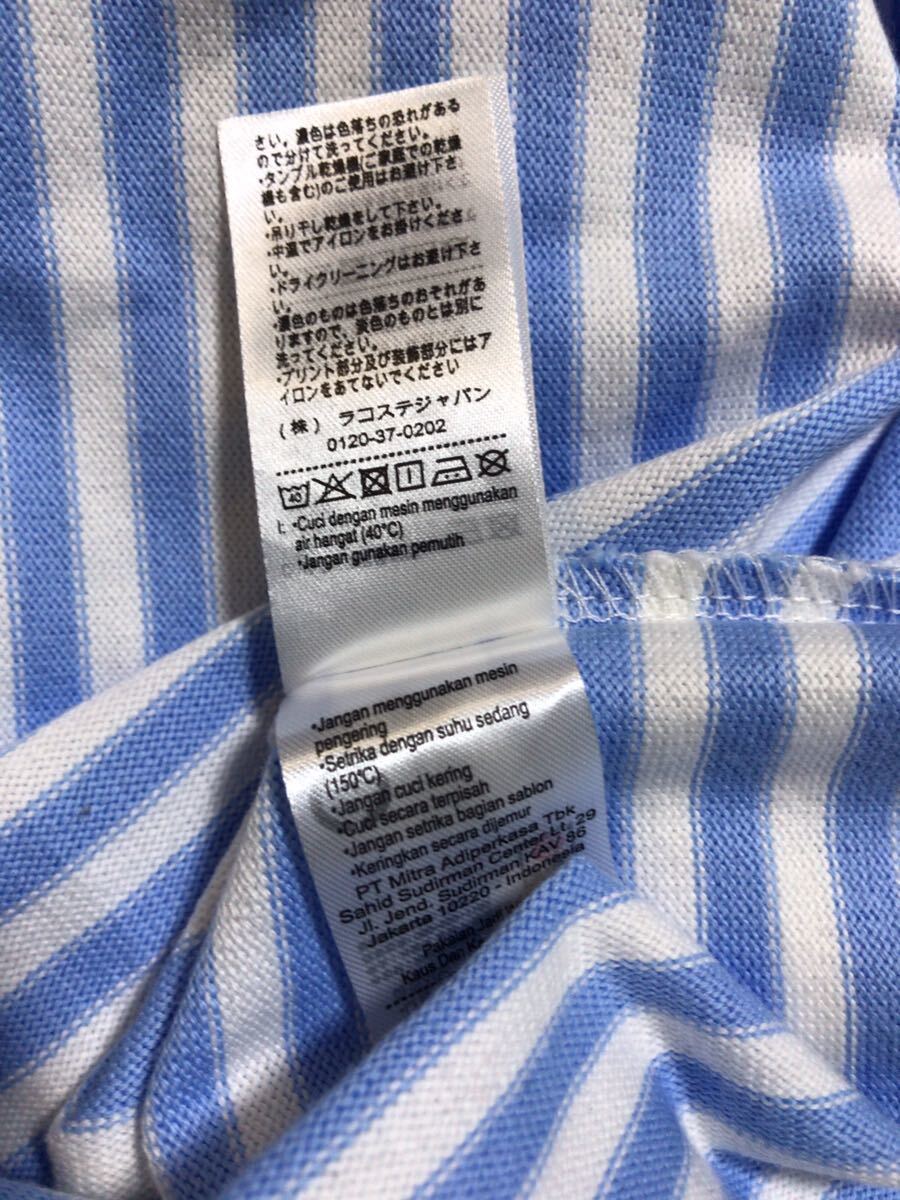 さい。濃色は色落ちの恐れがある
ので分けて洗ってください。
・タンブル乾燥機(ご家庭での乾燥
機も含む)のご使用はお避け下さ
い。
・吊り干し乾燥をして下さい。
・中温でアイロンをお掛けくださ
い。
・ドライクリーニングはお避け下さ
い。
・濃色のものは色落ちのおそれがあ
りますので、淡色のものとは別に
洗ってください。
・プリント部分及び装飾部分にはア
イロンをあてないでください
(株) ラコステジャパン
0120-37-0202
40
•Cuci dengan mesin menggunakan
air hangat (40°C)
•Jangan gunakan pemutih
•Jangan menggunakan mesin
pengering
•Setrika dengan suhu sedang
(150°C)
•Jangan cuci kering
•Cuci secara terpisah
•Jangan setrika bagian sablon
•Keringkan secara dijemur
PT Mitra Adiperkasa Tbk
Sahid Sudirman Center Lt. 29
Jl. Jend. Sudirman KAV 86
Jakarta 10220 - Indonesia
Pakaian Jadi
Kaus Dan